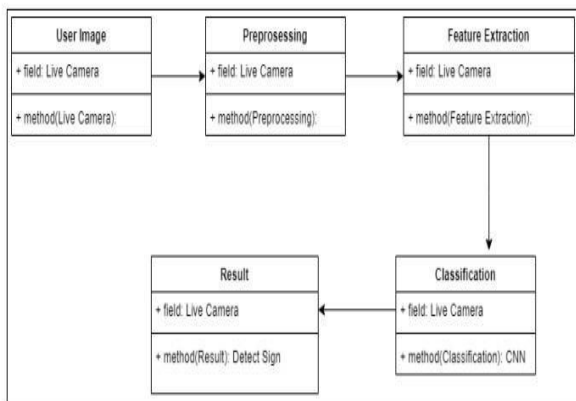 User Image
+ field: Live Camera
+ method(Live Camera):
Preprosessing
+ field: Live Camera
+ method(Preprocessing):
Feature Extraction
+ field: Live Camera
+ method(Feature Extraction):
Classification
+ field: Live Camera
+ method(Classification): CNN
Result
+ field: Live Camera
+ method(Result): Detect Sign